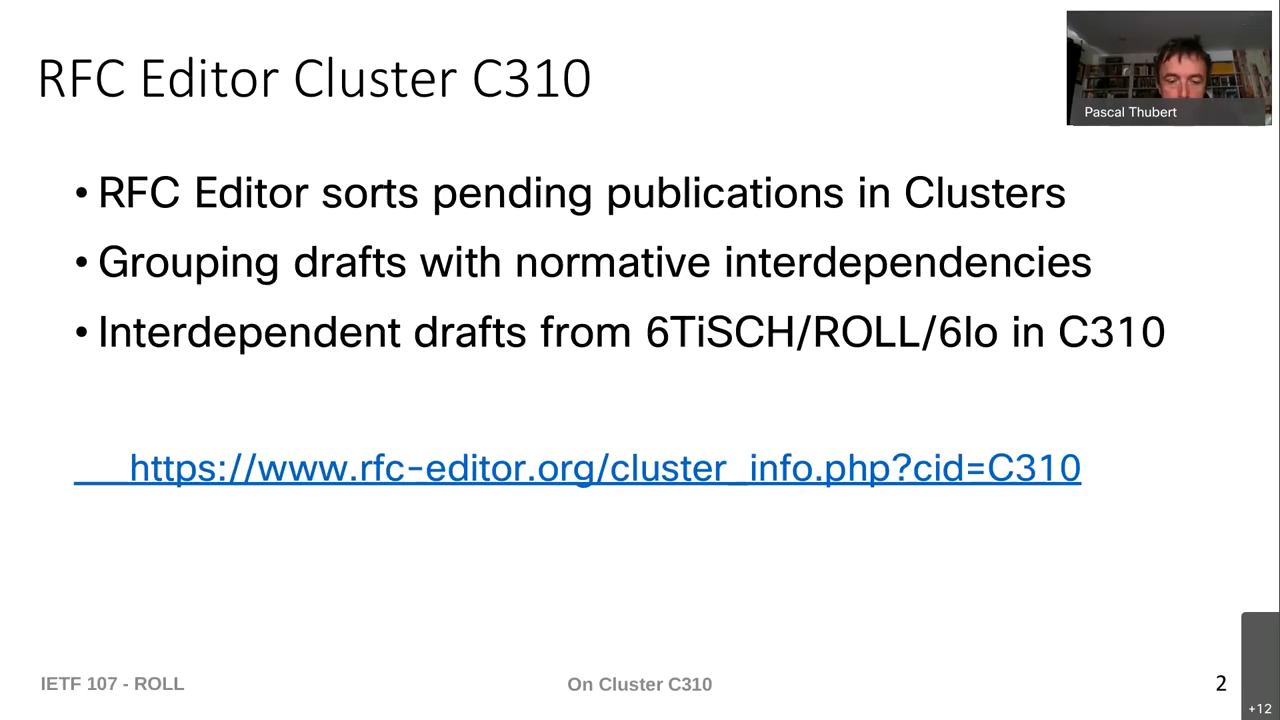 RFC Editor Cluster C310
Pascal Thubert
• RFC Editor sorts pending publications in Clusters
• Grouping drafts with normative interdependencies
• Interdependent drafts from 6TiSCH/ROLL/6lo in C310
https://www.rfc-editor.org/cluster_info.php?cid=C310
IETF 107 - ROLL
On Cluster C310
2
+12